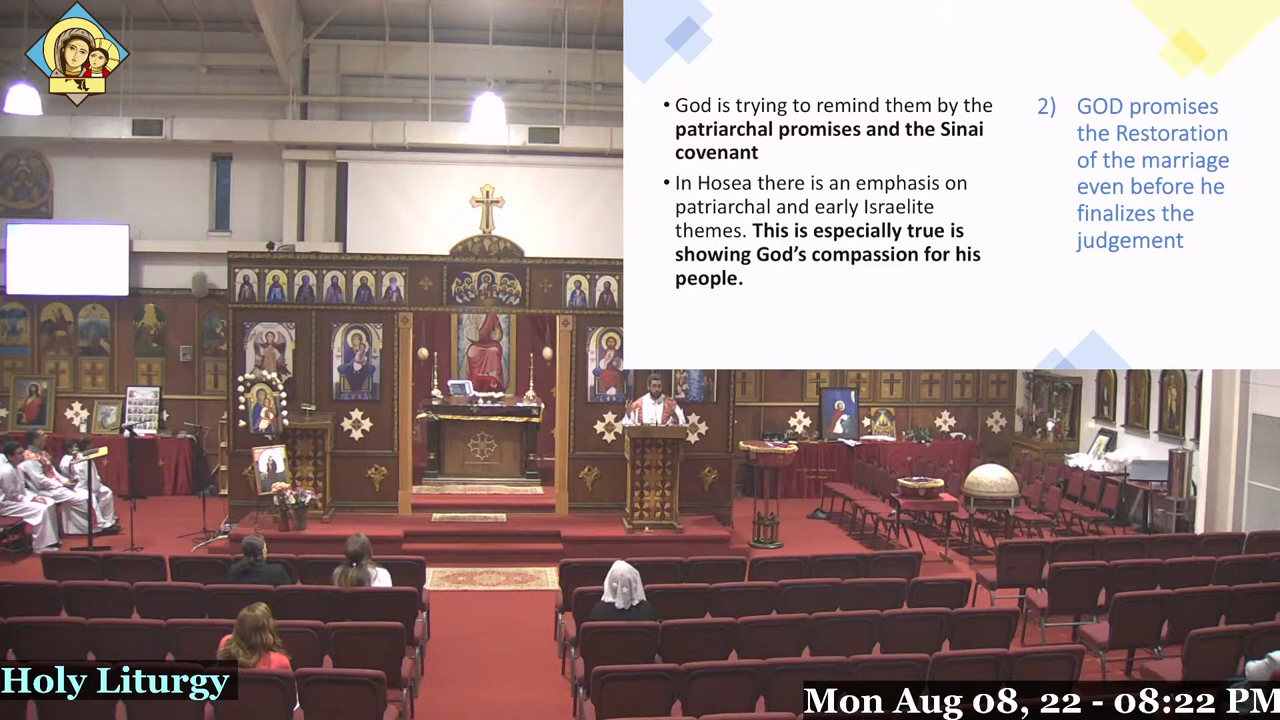 • God is trying to remind them by the
patriarchal promises and the Sinai
covenant
• In Hosea there is an emphasis on
patriarchal and early Israelite
themes. This is especially true is
showing God's compassion for his
people.
2) GOD promises
the Restoration
of the marriage
even before he
finalizes the
judgement
Holy Liturgy
Mon Aug 08, 22 - 08:22 PM